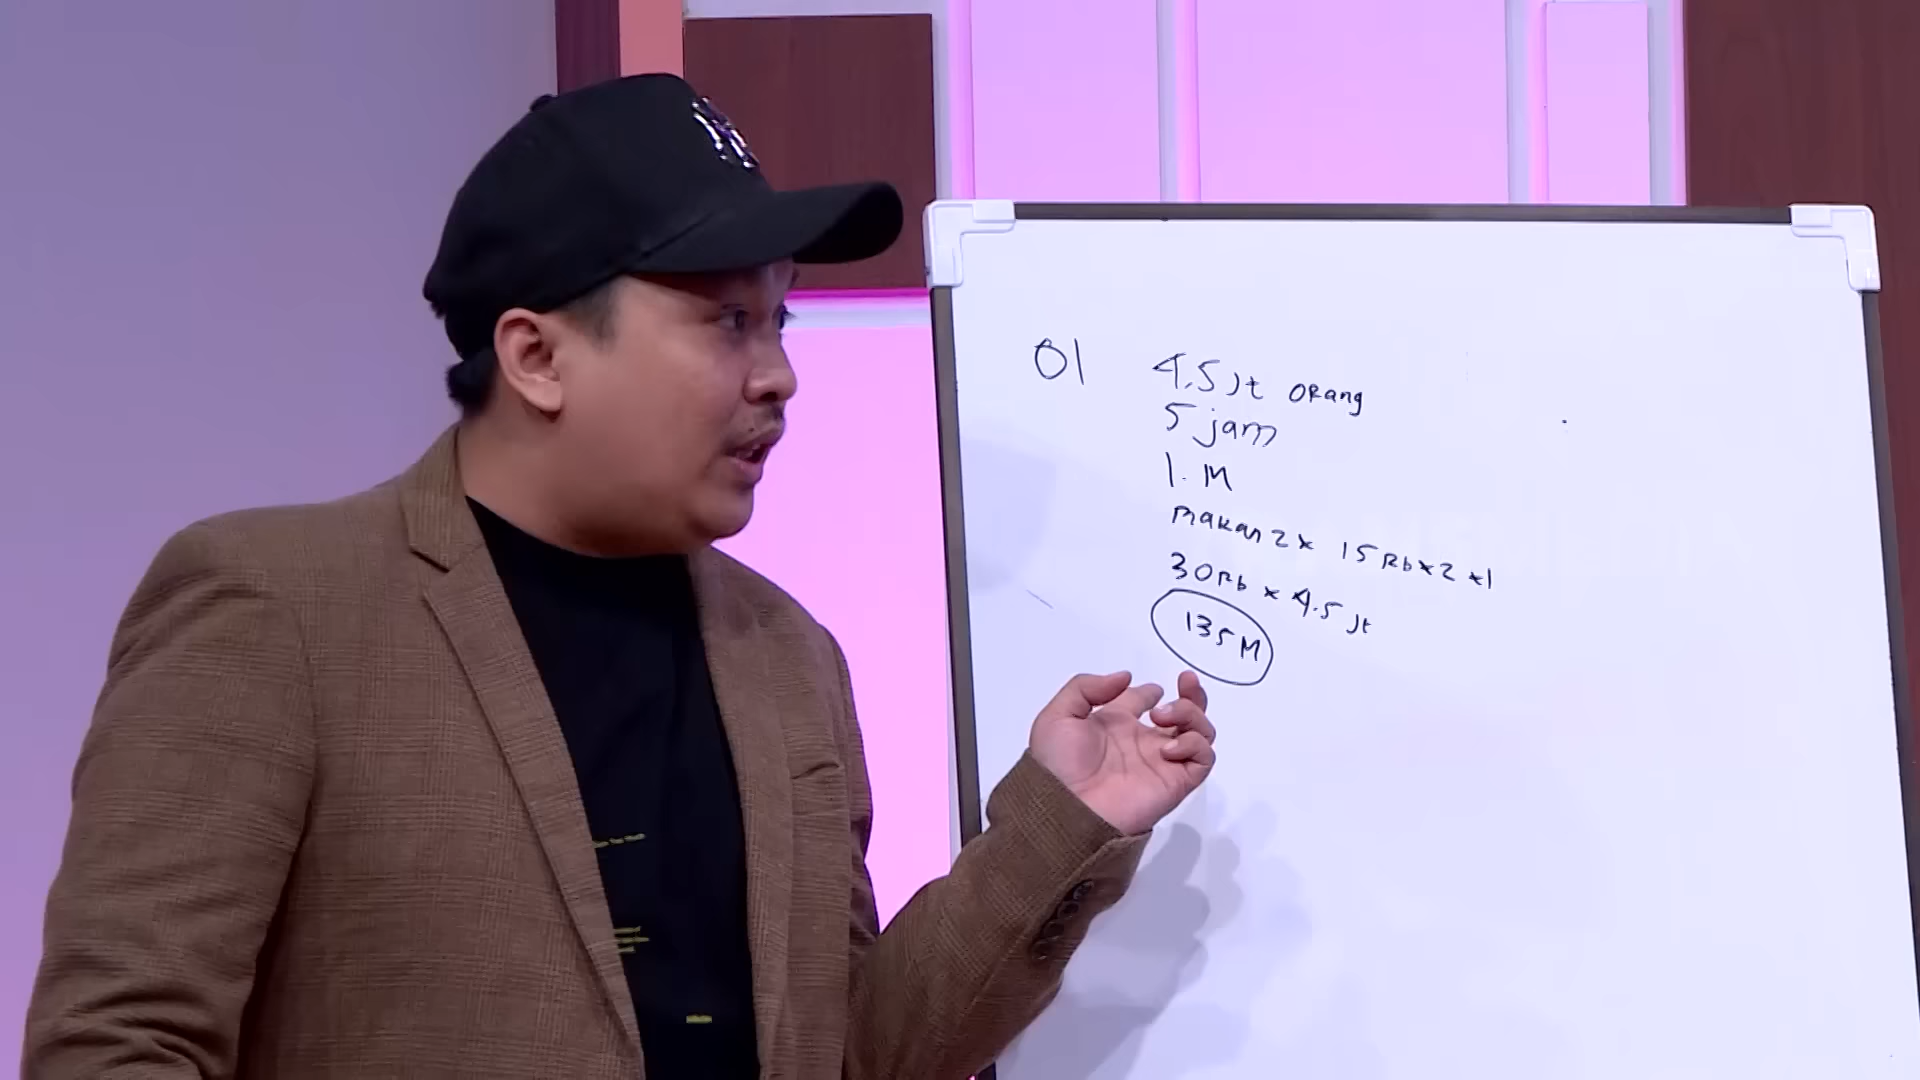 01 4.5 Jt ORang
5 jam
1. M
Makan 2x 15 Rb x 2 x 1
30 Rb x 4.5 Jt
135 M